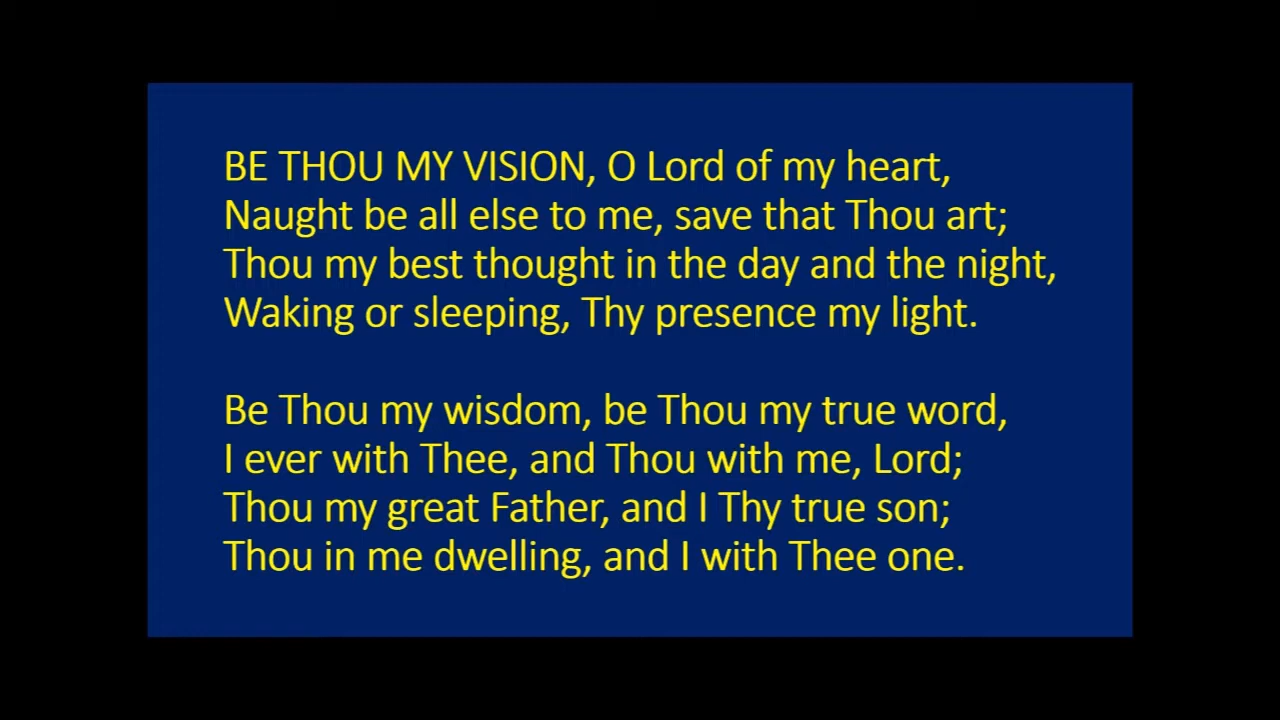 BE THOU MY VISION, O Lord of my heart,
Naught be all else to me, save that Thou art;
Thou my best thought in the day and the night,
Waking or sleeping, Thy presence my light.
Be Thou my wisdom, be Thou my true word,
I ever with Thee, and Thou with me, Lord;
Thou my great Father, and I Thy true son;
Thou in me dwelling, and I with Thee one.